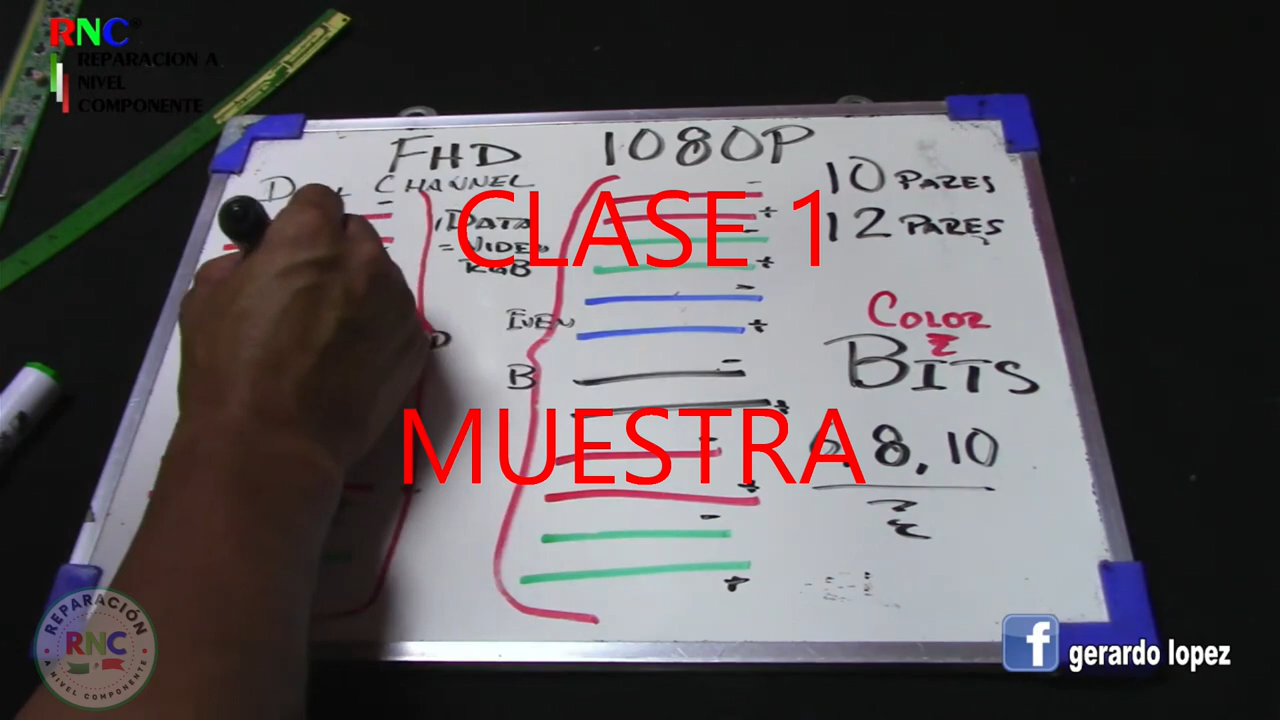 RNC®
REPARACION A
NIVEL
COMPONENTE
FHD 1080P
CHANNEL
10 PARES
12 PARES
DATA
= VIDEO
RGB
CLASE 1
EVEN
B
COLOR
BITS
8, 10
MUESTRA
REPARACIÓN
RNC
A NIVEL COMPONENTE
f gerardo lopez